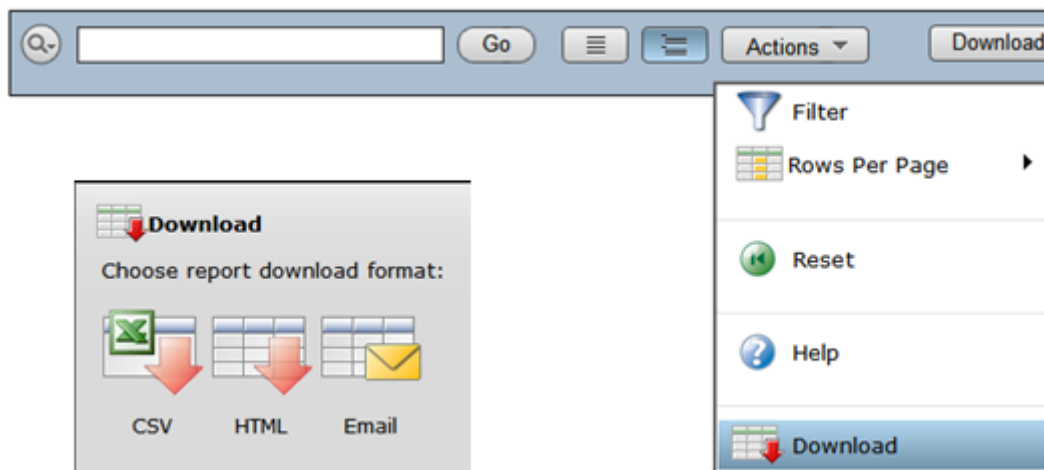 Go Actions Download
Filter
Rows Per Page
Download
Choose report download format:
Reset
Help
CSV HTML Email
Download